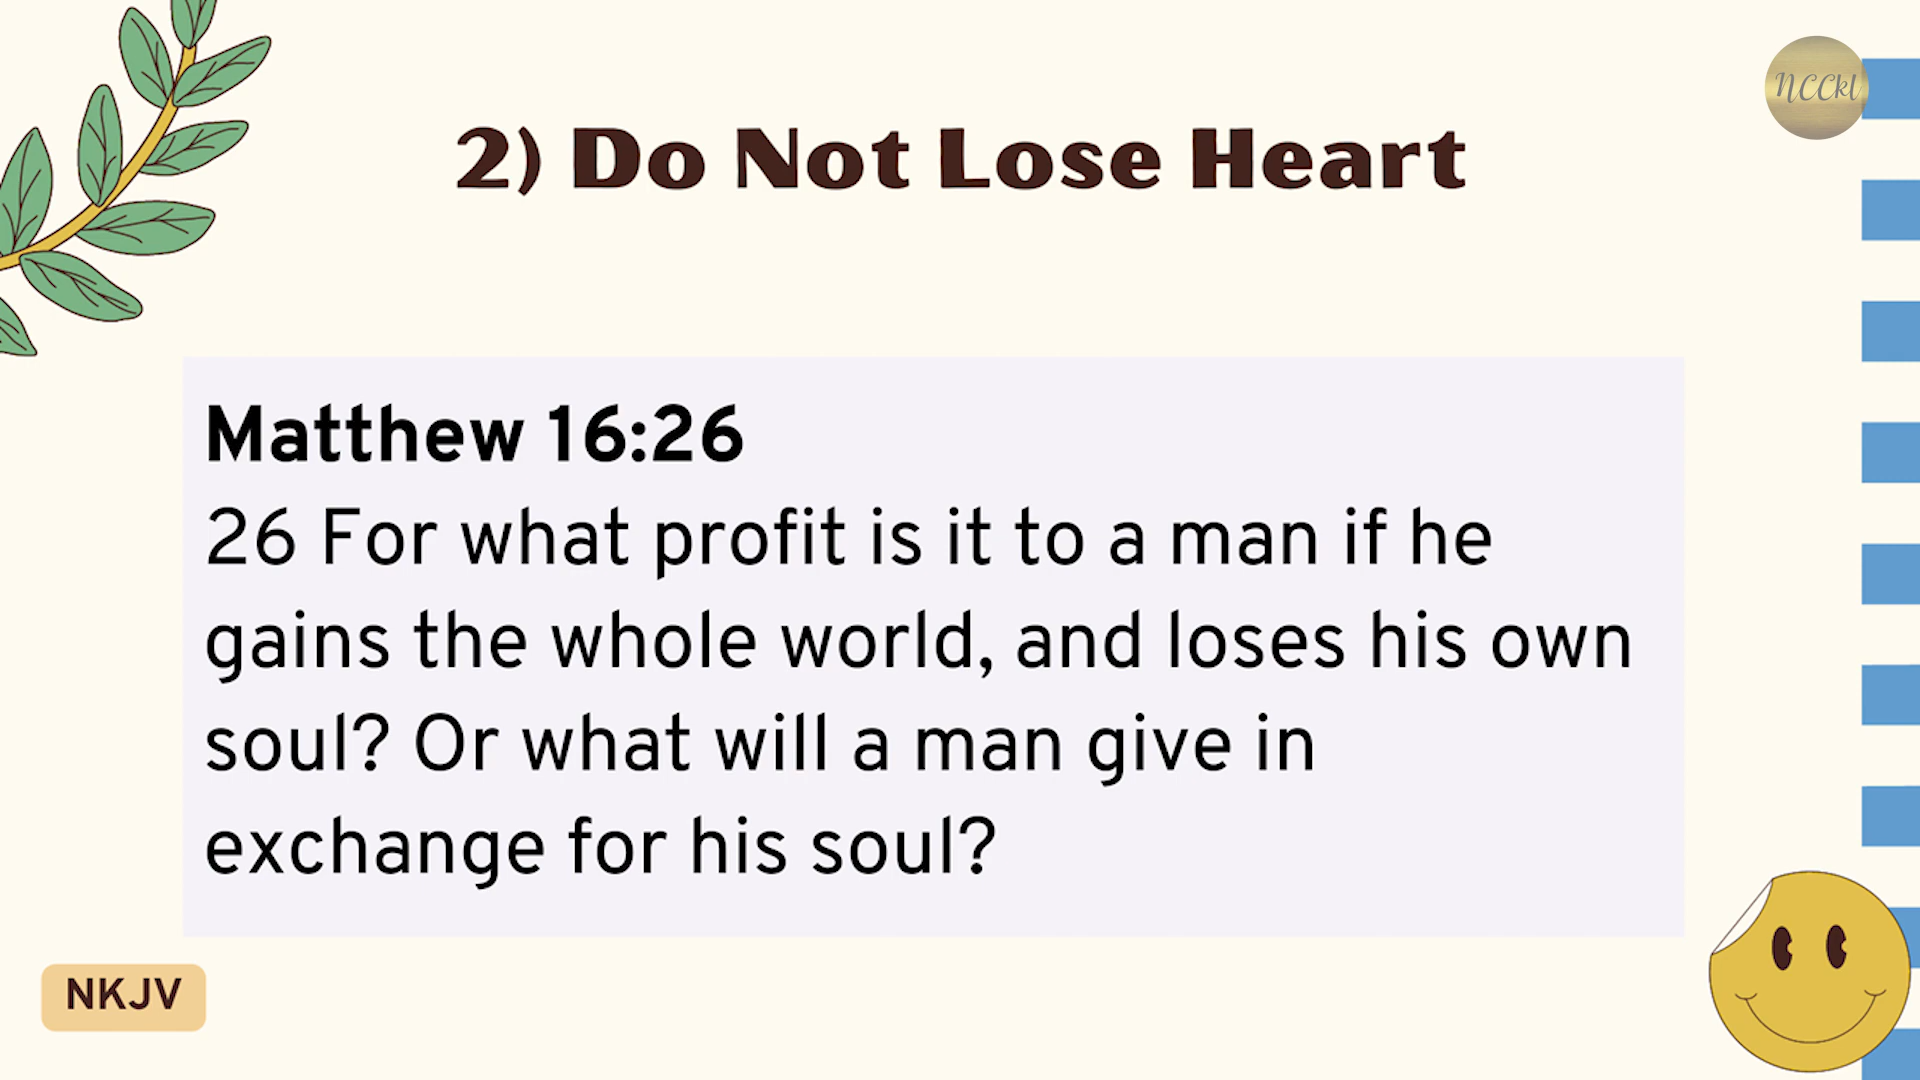 NCCkl
2) Do Not Lose Heart
Matthew 16:26
26 For what profit is it to a man if he
gains the whole world, and loses his own
soul? Or what will a man give in
exchange for his soul?
NKJV